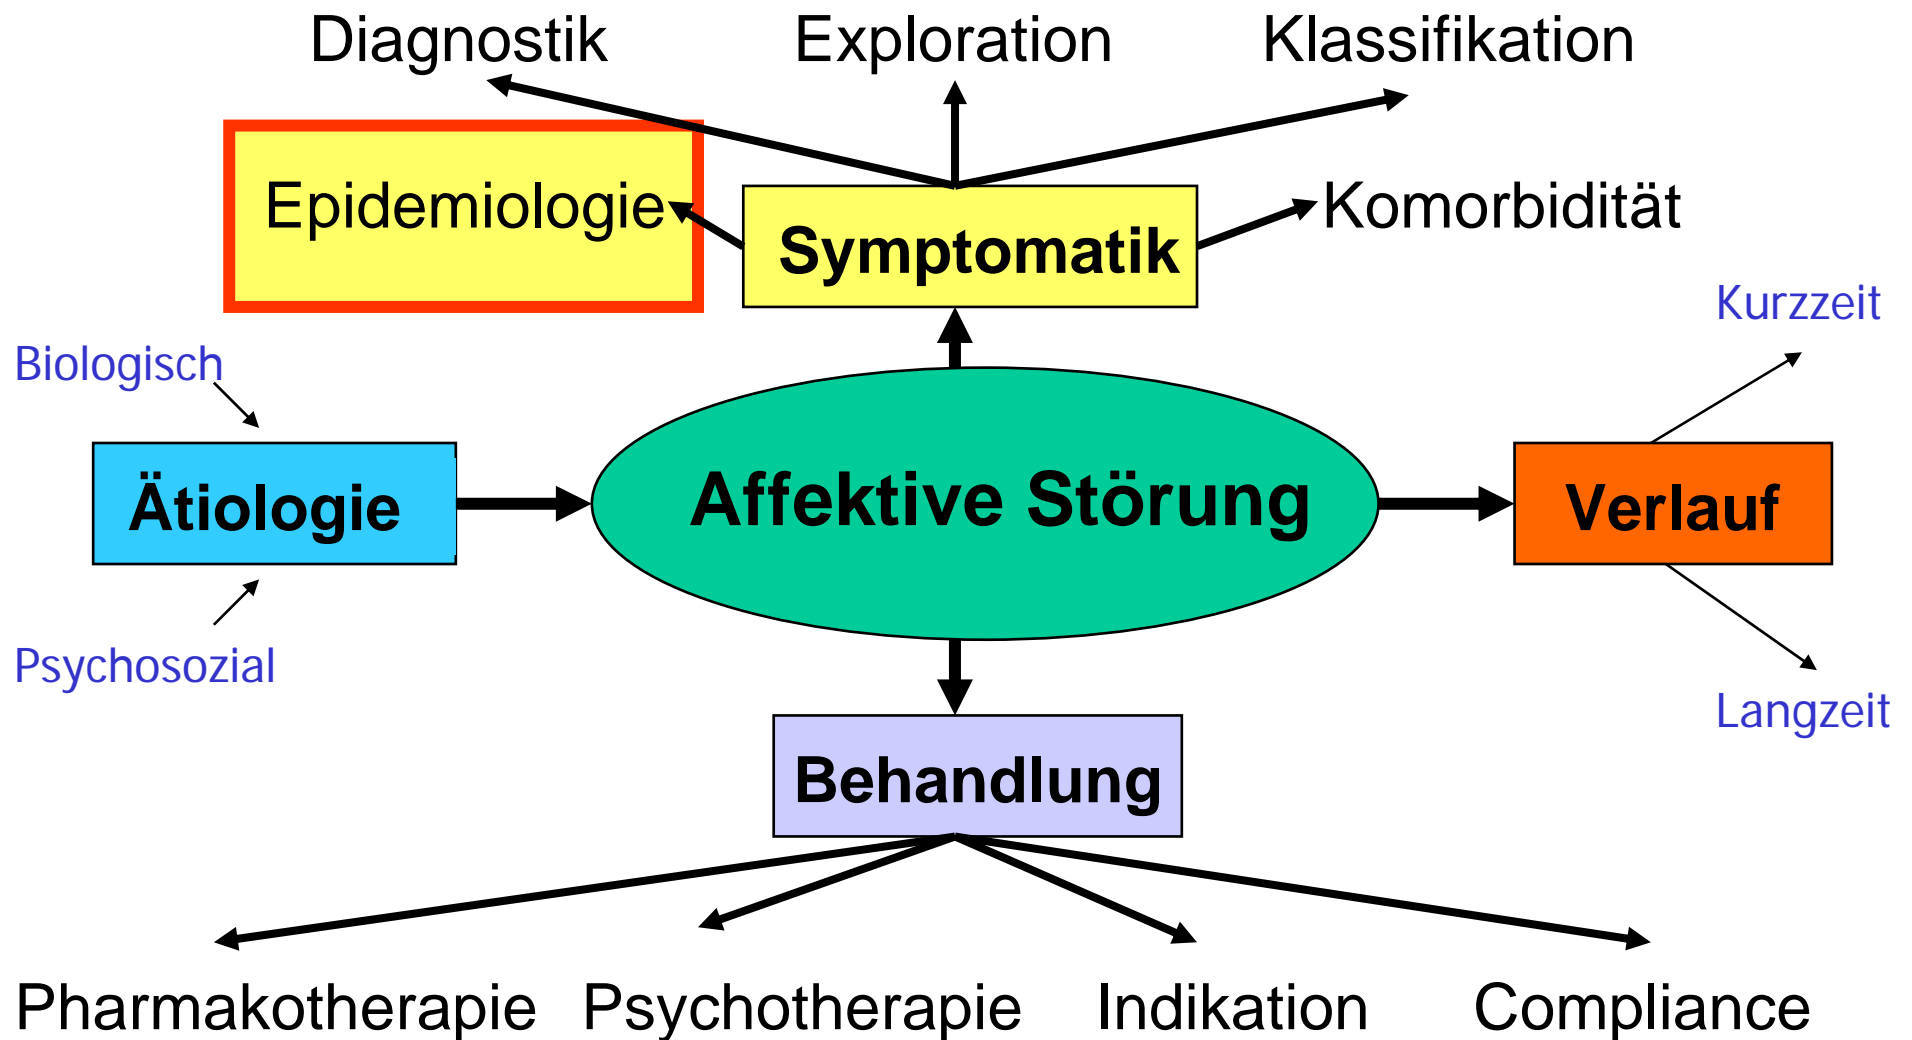 Diagnostik
Exploration
Klassifikation
Epidemiologie
Symptomatik
Komorbidität
Kurzzeit
Biologisch
Ätiologie
Affektive Störung
Verlauf
Psychosozial
Langzeit
Behandlung
Pharmakotherapie
Psychotherapie
Indikation
Compliance